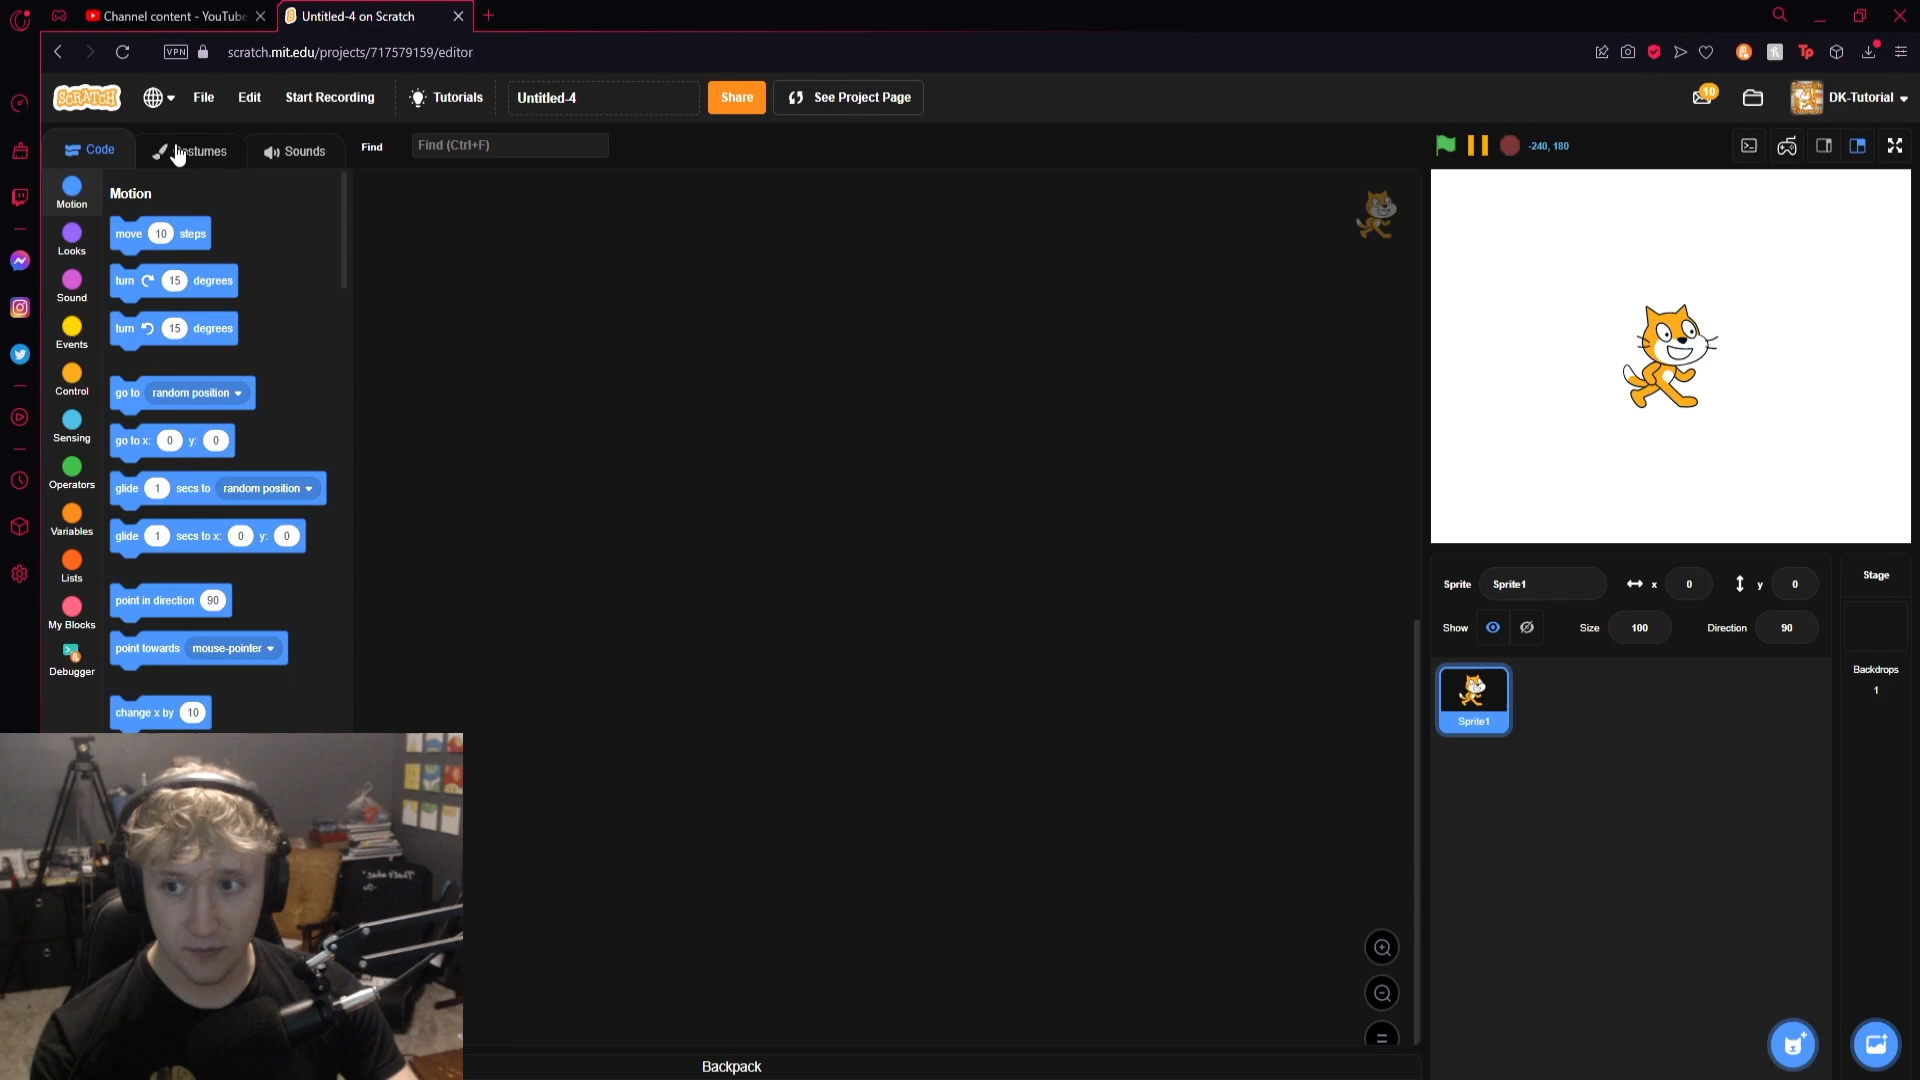 Channel content - YouTube
Untitled-4 on Scratch
VPN
scratch.mit.edu/projects/717579159/editor
Tp
SCRATCH
File
Edit
Start Recording
Tutorials
Untitled-4
Share
See Project Page
10
DK-Tutorial
Code
Costumes
Sounds
Find
Find (Ctrl+F)
-240, 180
Motion
Looks
Sound
Events
Control
Sensing
Operators
Variables
Lists
My Blocks
Debugger
Motion
move 10 steps
turn 15 degrees
turn 15 degrees
go to random position
go to x: 0 y: 0
glide 1 secs to random position
glide 1 secs to x: 0 y: 0
point in direction 90
point towards mouse-pointer
change x by 10
Sprite
Sprite1
x 0
y 0
Show
Size 100
Direction 90
Sprite1
Stage
Backdrops
1
Backpack